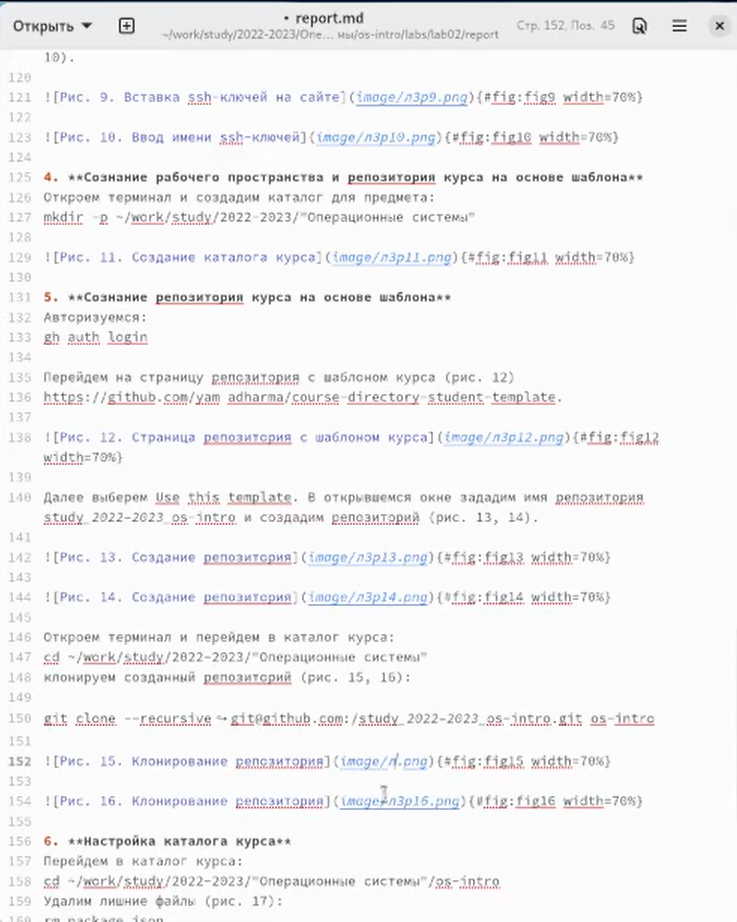 Открыть
• report.md
~/work/study/2022-2023/Опе… мы/os-intro/labs/lab02/report
Стр. 152, Поз. 45
10).
120
121 ![Рис. 9. Вставка ssh-ключей на сайте](image/л3р9.png){#fig:fig9 width=70%}
122
123 ![Рис. 10. Ввод имени ssh-ключей](image/л3р10.png){#fig:fig10 width=70%}
124
125 4. **Сознание рабочего пространства и репозитория курса на основе шаблона**
126 Откроем терминал и создадим каталог для предмета:
127 mkdir -p ~/work/study/2022-2023/"Операционные системы"
128
129 ![Рис. 11. Создание каталога курса](image/л3р11.png){#fig:fig11 width=70%}
130
131 5. **Сознание репозитория курса на основе шаблона**
132 Авторизуемся:
133 gh auth login
134
135 Перейдем на страницу репозитория с шаблоном курса (рис. 12)
136 https://github.com/yam adharma/course-directory-student-template.
137
138 ![Рис. 12. Страница репозитория с шаблоном курса](image/л3р12.png){#fig:fig12
width=70%}
139
140 Далее выберем Use this template. В открывшемся окне зададим имя репозитория
study_2022-2023_os-intro и создадим репозиторий (рис. 13, 14).
141
142 ![Рис. 13. Создание репозитория](image/л3р13.png){#fig:fig13 width=70%}
143
144 ![Рис. 14. Создание репозитория](image/л3р14.png){#fig:fig14 width=70%}
145
146 Откроем терминал и перейдем в каталог курса:
147 cd ~/work/study/2022-2023/"Операционные системы"
148 клонируем созданный репозиторий (рис. 15, 16):
149
150 git clone --recursive ↪ git@github.com:/study_2022-2023_os-intro.git os-intro
151
152 ![Рис. 15. Клонирование репозитория](image/л.png){#fig:fig15 width=70%}
153
154 ![Рис. 16. Клонирование репозитория](image/л3р16.png){#fig:fig16 width=70%}
155
156 6. **Настройка каталога курса**
157 Перейдем в каталог курса:
158 cd ~/work/study/2022-2023/"Операционные системы"/os-intro
159 Удалим лишние файлы (рис. 17):
160 rm package.json